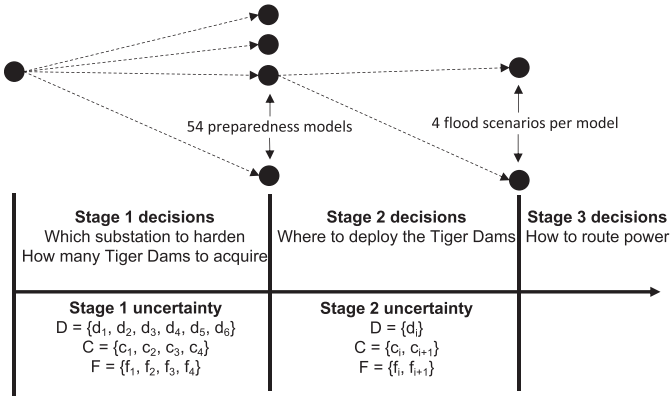 54 preparedness models
4 flood scenarios per model
Stage 1 decisions
Which substation to harden
How many Tiger Dams to acquire
Stage 2 decisions
Where to deploy the Tiger Dams
Stage 3 decisions
How to route power
Stage 1 uncertainty
D = {d₁, d₂, d₃, d₄, d₅, d₆}
C = {c₁, c₂, c₃, c₄}
F = {f₁, f₂, f₃, f₄}
Stage 2 uncertainty
D = {dᵢ}
C = {cᵢ, cᵢ₊₁}
F = {fᵢ, fᵢ₊₁}